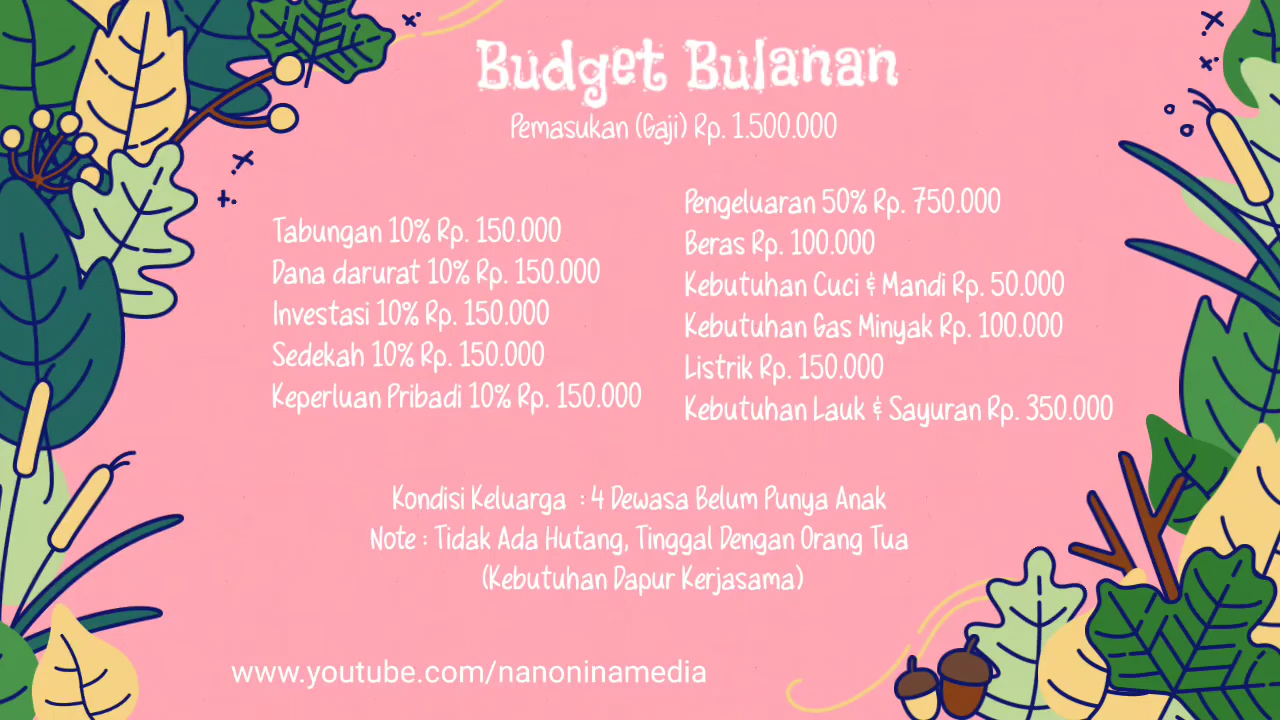 Budget Bulanan
Pemasukan (Gaji) Rp. 1.500.000
Tabungan 10% Rp. 150.000
Dana darurat 10% Rp. 150.000
Investasi 10% Rp. 150.000
Sedekah 10% Rp. 150.000
Keperluan Pribadi 10% Rp. 150.000
Pengeluaran 50% Rp. 750.000
Beras Rp. 100.000
Kebutuhan Cuci & Mandi Rp. 50.000
Kebutuhan Gas Minyak Rp. 100.000
Listrik Rp. 150.000
Kebutuhan Lauk & Sayuran Rp. 350.000
Kondisi Keluarga : 4 Dewasa Belum Punya Anak
Note : Tidak Ada Hutang, Tinggal Dengan Orang Tua
(Kebutuhan Dapur Kerjasama)
www.youtube.com/nanoninamedia